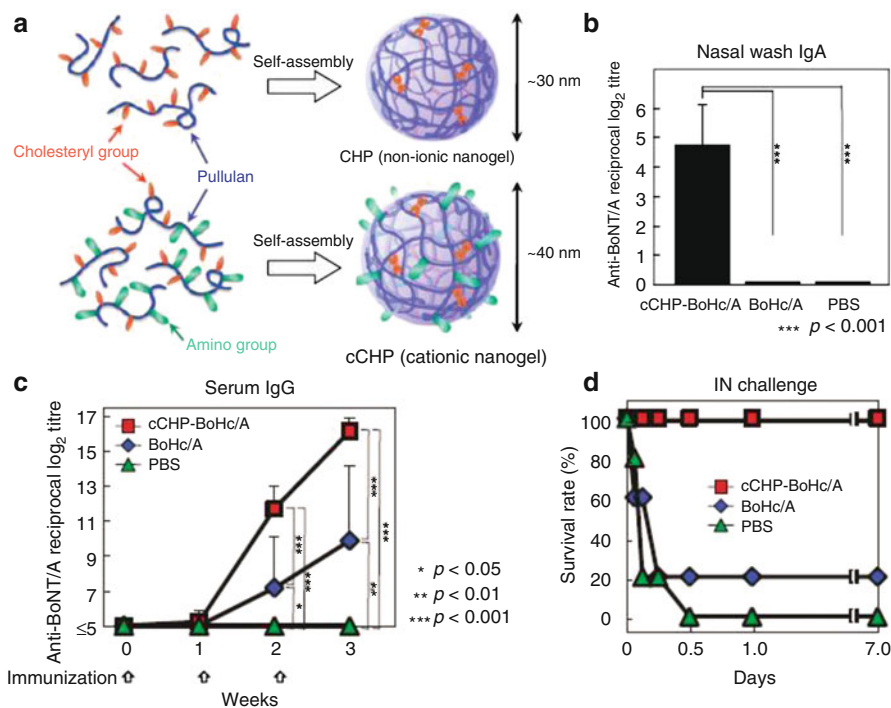 a
Self-assembly
~30 nm
CHP (non-ionic nanogel)
Cholesteryl group
Pullulan
Self-assembly
~40 nm
Amino group
cCHP (cationic nanogel)
b
Nasal wash IgA
Anti-BoNT/A reciprocal log2 titre
6
5
4
3
2
1
0
***
***
cCHP-BoHc/A BoHc/A PBS
*** p < 0.001
c
Serum IgG
Anti-BoNT/A reciprocal log2 titre
17
15
13
11
9
7
≤5
cCHP-BoHc/A
BoHc/A
PBS
***
***
*
***
***
**
* p < 0.05
** p < 0.01
*** p < 0.001
0 1 2 3
Immunization
Weeks
d
IN challenge
Survival rate (%)
100
80
60
40
20
0
cCHP-BoHc/A
BoHc/A
PBS
0 0.5 1.0 7.0
Days